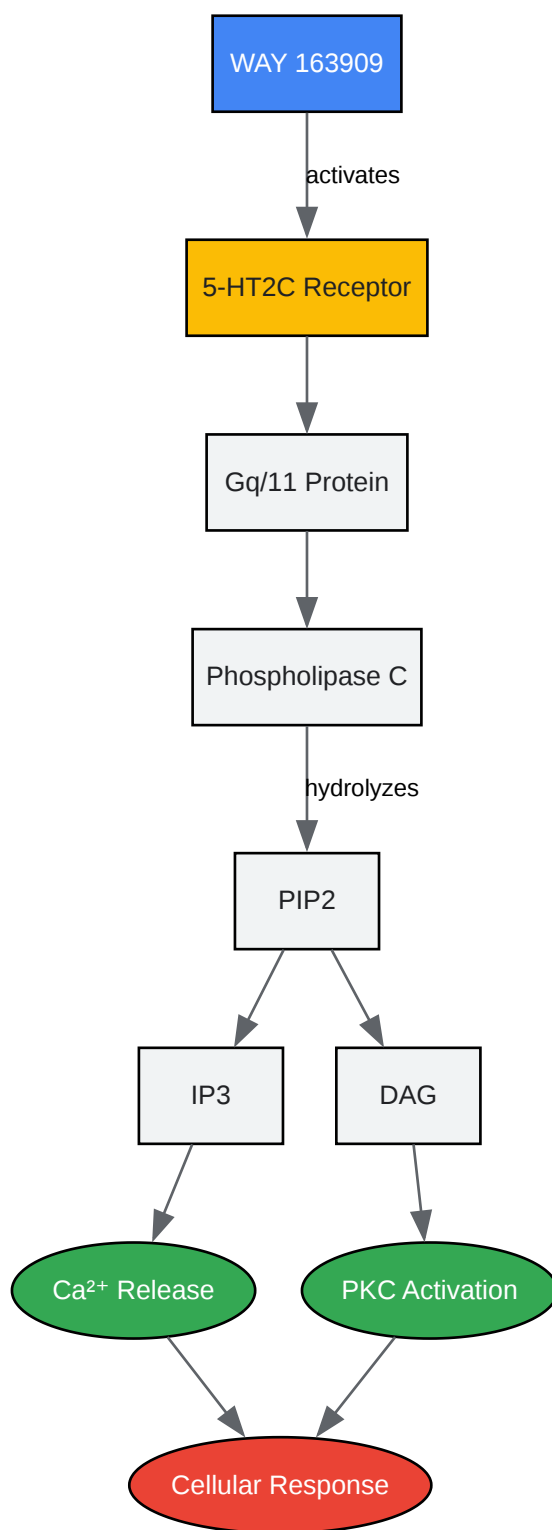 WAY 163909
activates
5-HT2C Receptor
Gq/11 Protein
Phospholipase C
hydrolyzes
PIP2
IP3
DAG
Ca²⁺ Release
PKC Activation
Cellular Response